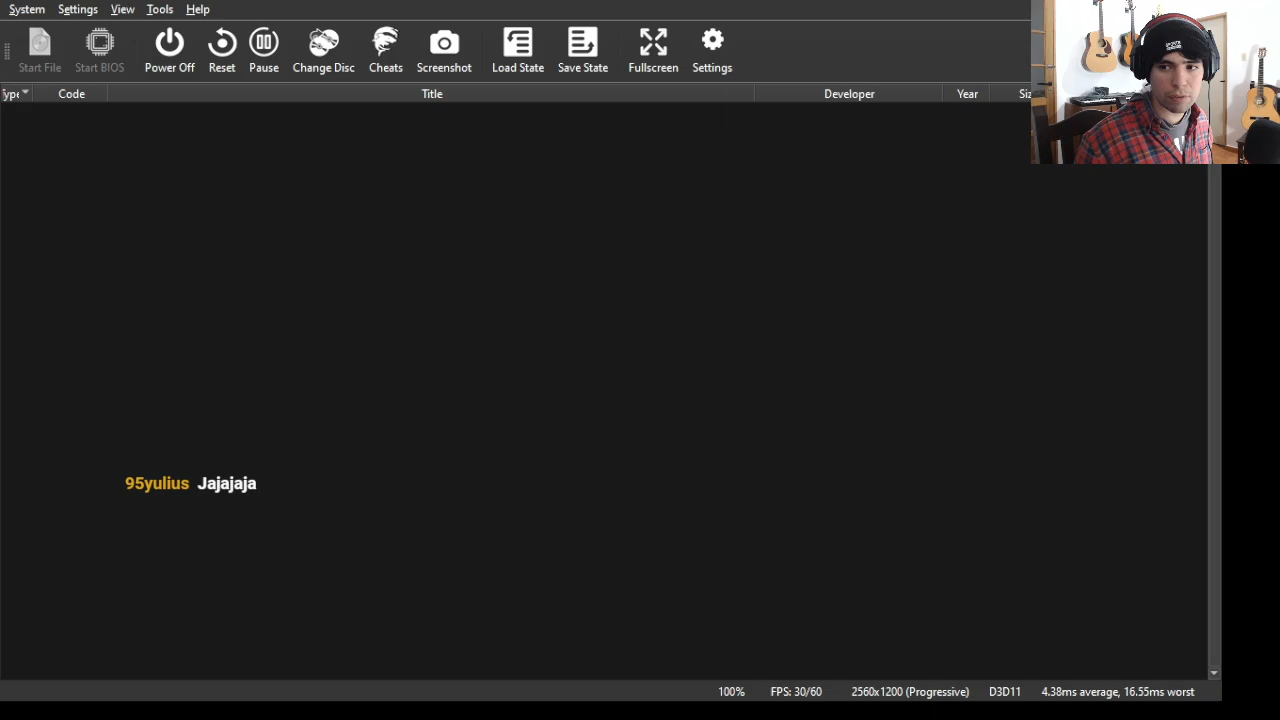 System Settings View Tools Help
Start File Start BIOS Power Off Reset Pause Change Disc Cheats Screenshot Load State Save State Fullscreen Settings
Code Title Developer Year
95yulius Jajajaja
100% FPS: 30/60 2560x1200 (Progressive) D3D11 4.38ms average, 16.55ms worst